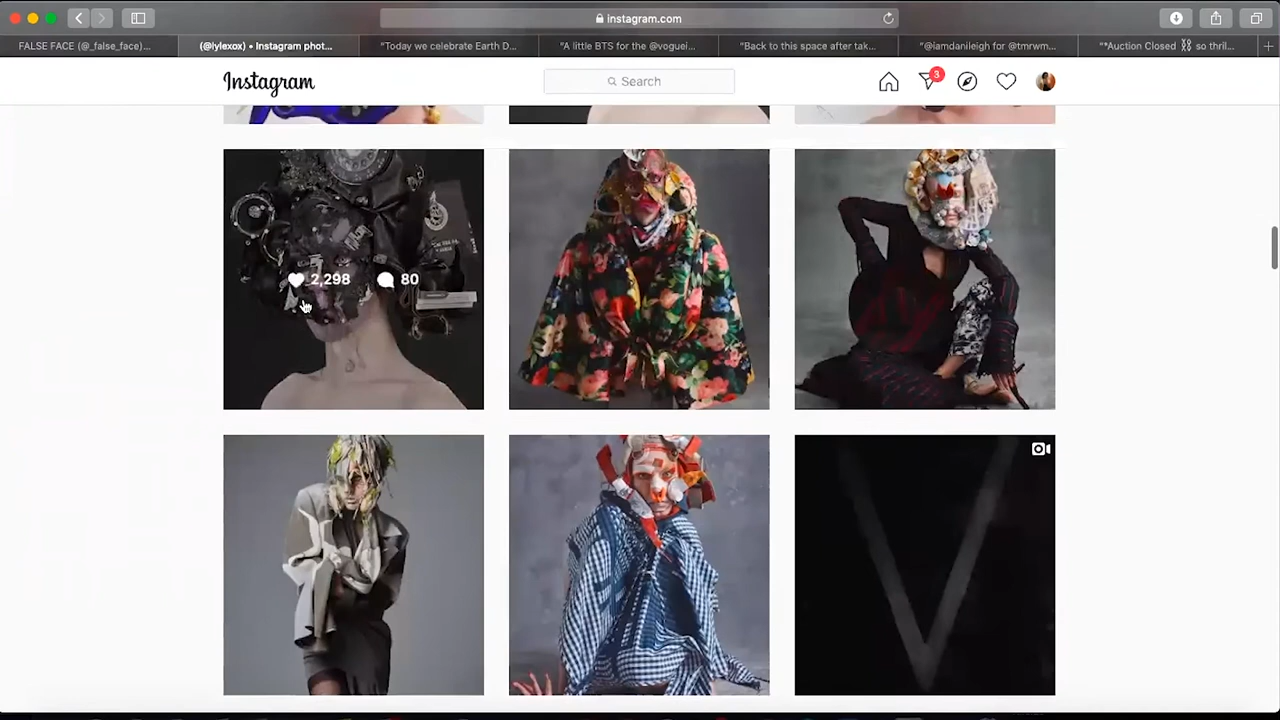 instagram.com
FALSE FACE (@_false_face)...
(@iylexox) • Instagram phot...
"Today we celebrate Earth D...
"A little BTS for the @voguei...
"Back to this space after tak...
"@iamdanileigh for @tmrwm...
"*Auction Closed ⛓ so thril...
Instagram
Search
3
2,298
80
V